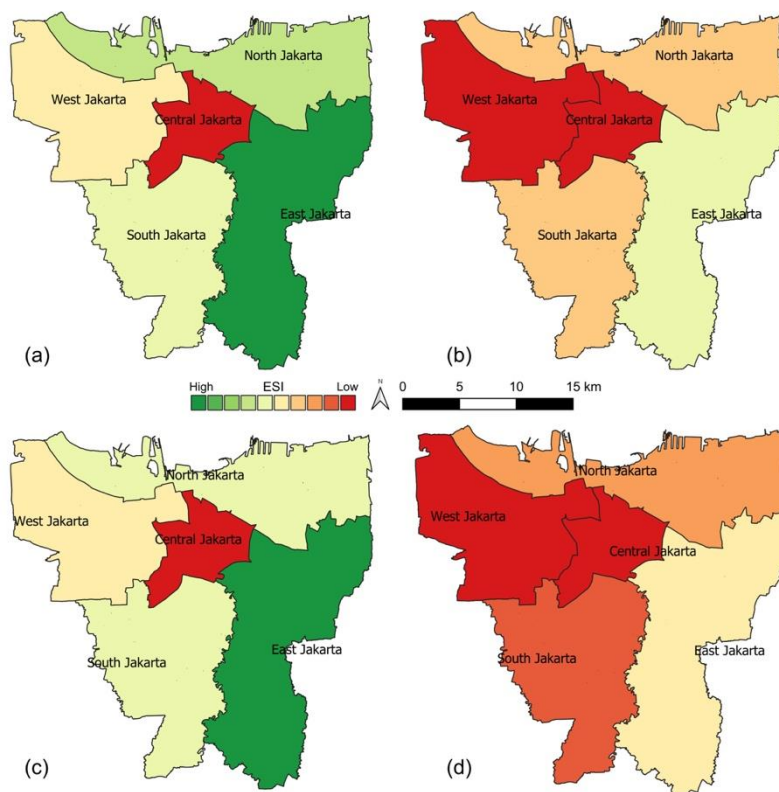 North Jakarta
West Jakarta
Central Jakarta
South Jakarta
East Jakarta
(a)
North Jakarta
West Jakarta
Central Jakarta
South Jakarta
East Jakarta
(b)
High ESI Low
N
0 5 10 15 km
North Jakarta
West Jakarta
Central Jakarta
South Jakarta
East Jakarta
(c)
North Jakarta
West Jakarta
Central Jakarta
South Jakarta
East Jakarta
(d)